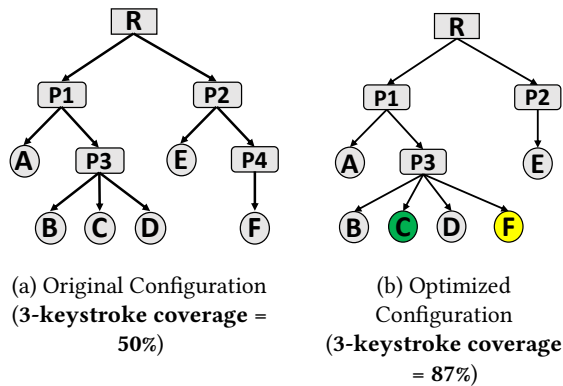 R
P1 P2
A P3 E P4
B C D F
(a) Original Configuration
(3-keystroke coverage =
50%)
R
P1 P2
A P3 E
B C D F
(b) Optimized
Configuration
(3-keystroke coverage
= 87%)